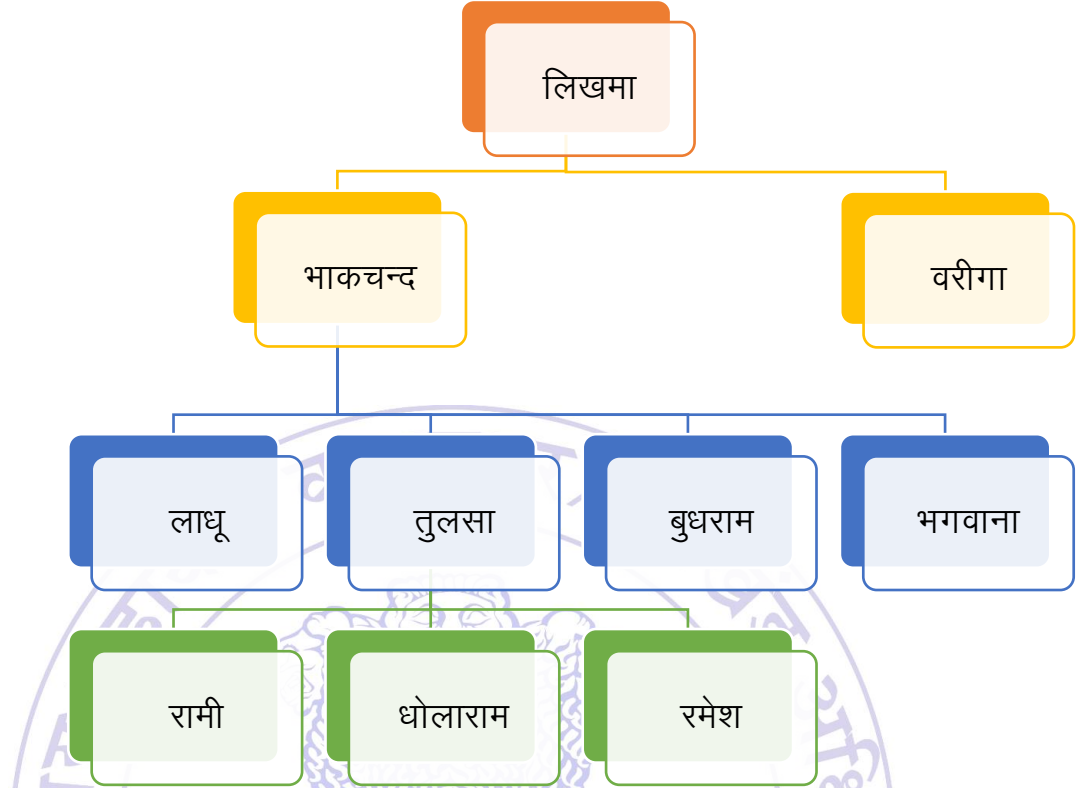 लिखमा
भाकचन्द
वरीगा
लाधू
तुलसा
बुधराम
भगवाना
रामी
धोलाराम
रमेश